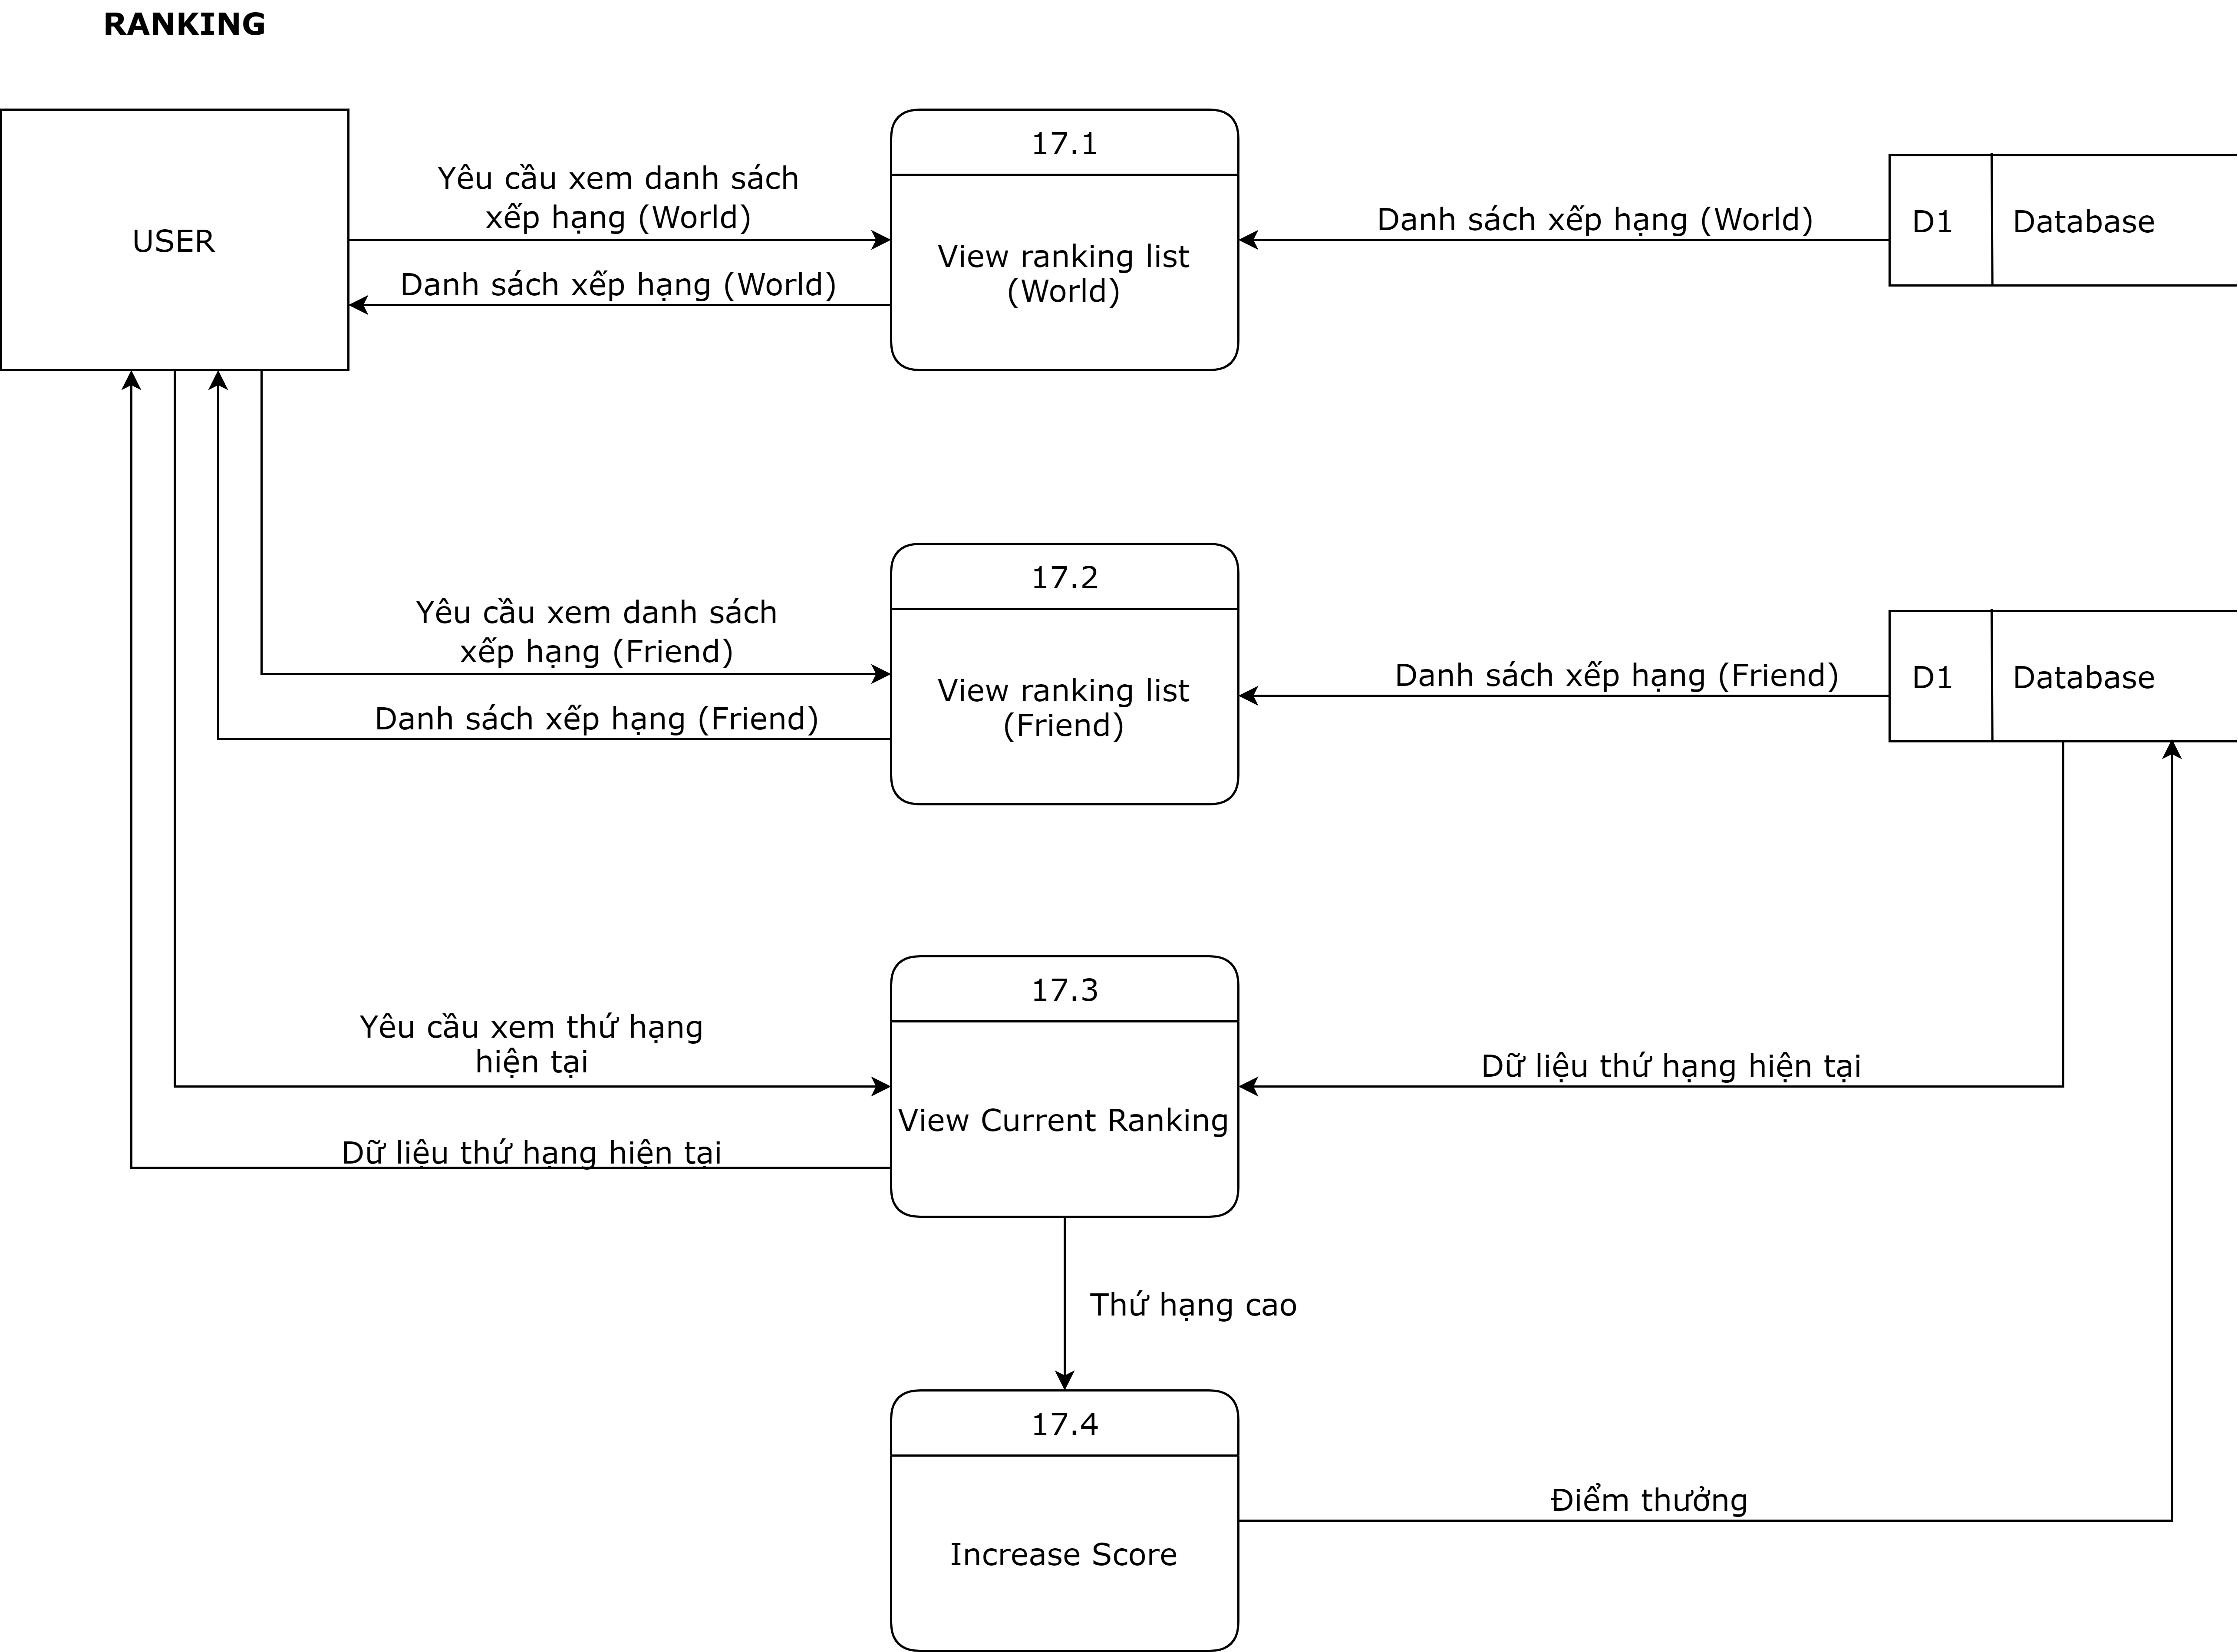 RANKING
USER
Yêu cầu xem danh sách
xếp hạng (World)
Danh sách xếp hạng (World)
17.1
View ranking list
(World)
Danh sách xếp hạng (World)
D1
Database
Yêu cầu xem danh sách
xếp hạng (Friend)
Danh sách xếp hạng (Friend)
17.2
View ranking list
(Friend)
Danh sách xếp hạng (Friend)
D1
Database
Yêu cầu xem thứ hạng
hiện tại
Dữ liệu thứ hạng hiện tại
17.3
View Current Ranking
Dữ liệu thứ hạng hiện tại
Thứ hạng cao
17.4
Increase Score
Điểm thưởng